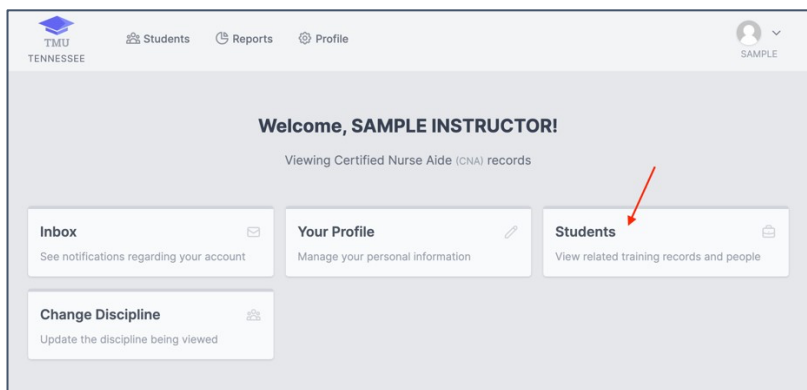 TMU
TENNESSEE
Students
Reports
Profile
SAMPLE
Welcome, SAMPLE INSTRUCTOR!
Viewing Certified Nurse Aide (CNA) records
Inbox
See notifications regarding your account
Your Profile
Manage your personal information
Students
View related training records and people
Change Discipline
Update the discipline being viewed